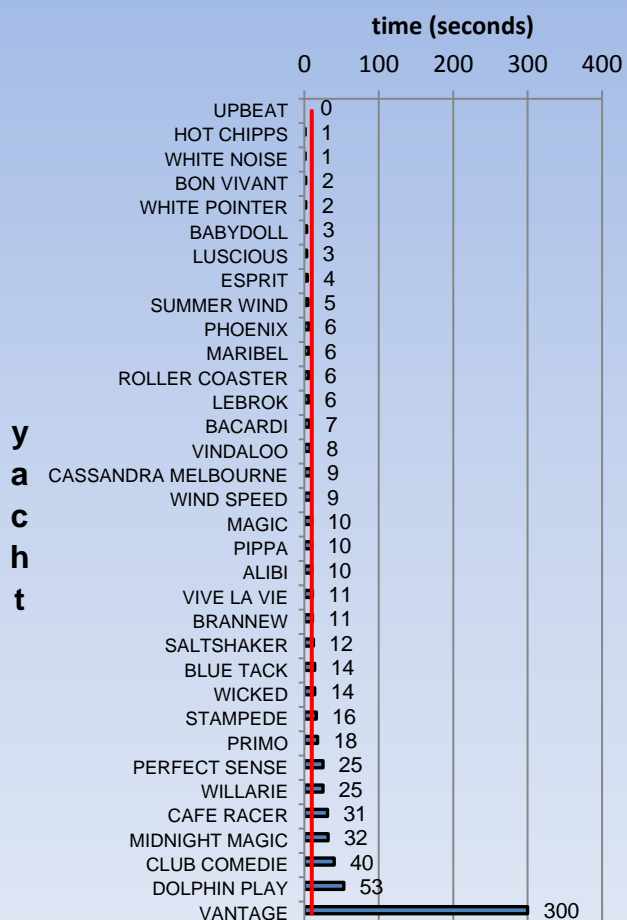 time (seconds)
0 100 200 300 400
UPBEAT 0
HOT CHIPPS 1
WHITE NOISE 1
BON VIVANT 2
WHITE POINTER 2
BABYDOLL 3
LUSCIOUS 3
ESPRIT 4
SUMMER WIND 5
PHOENIX 6
MARIBEL 6
ROLLER COASTER 6
LEBROK 6
BACARDI 7
VINDALOO 8
CASSANDRA MELBOURNE 9
WIND SPEED 9
MAGIC 10
PIPPA 10
ALIBI 10
VIVE LA VIE 11
BRANNEW 11
SALTSHAKER 12
BLUE TACK 14
WICKED 14
STAMPEDE 16
PRIMO 18
PERFECT SENSE 25
WILLARIE 25
CAFE RACER 31
MIDNIGHT MAGIC 32
CLUB COMEDIE 40
DOLPHIN PLAY 53
VANTAGE 300
yacht